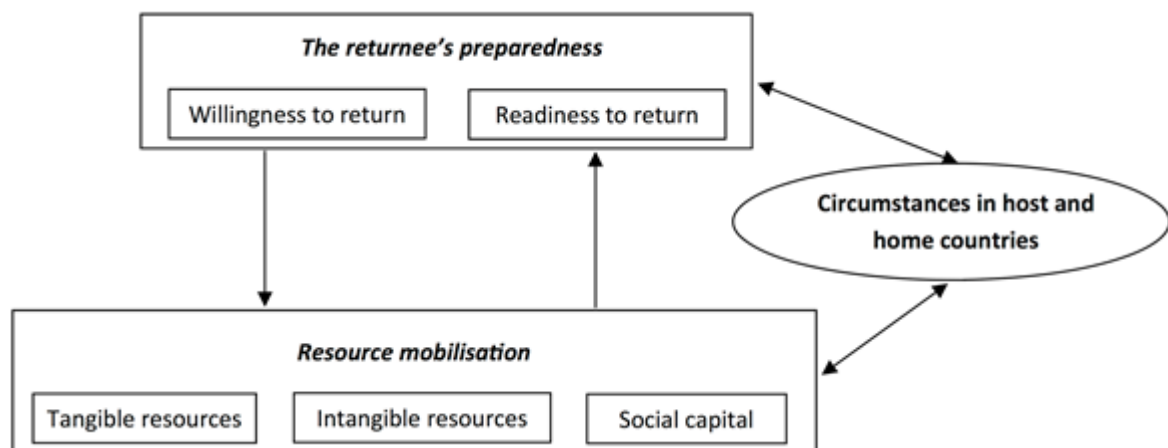 The returnee’s preparedness
Willingness to return
Readiness to return
Circumstances in host and
home countries
Resource mobilisation
Tangible resources
Intangible resources
Social capital